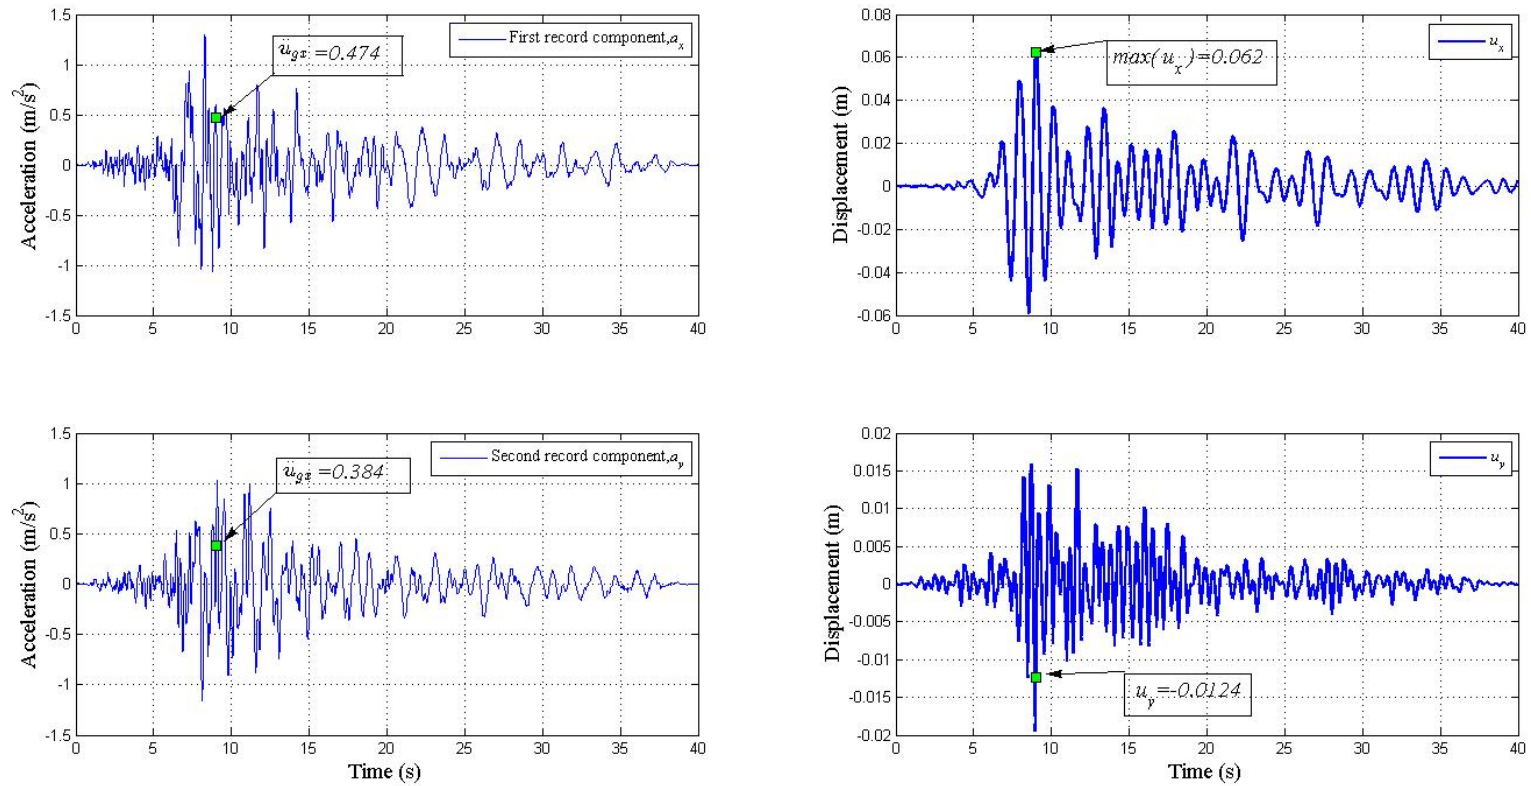 1.5
1
0.5
0
-0.5
-1
-1.5
Acceleration (m/s²)
First record component,aₓ
ü_gx =0.474
0 5 10 15 20 25 30 35 40
0.08
0.06
0.04
0.02
0
-0.02
-0.04
-0.06
Displacement (m)
uₓ
max( uₓ )=0.062
0 5 10 15 20 25 30 35 40
1.5
1
0.5
0
-0.5
-1
-1.5
Acceleration (m/s²)
Second record component,a_y
ü_gx =0.384
0 5 10 15 20 25 30 35 40
Time (s)
0.02
0.015
0.01
0.005
0
-0.005
-0.01
-0.015
-0.02
Displacement (m)
u_y
u_y=-0.0124
0 5 10 15 20 25 30 35 40
Time (s)